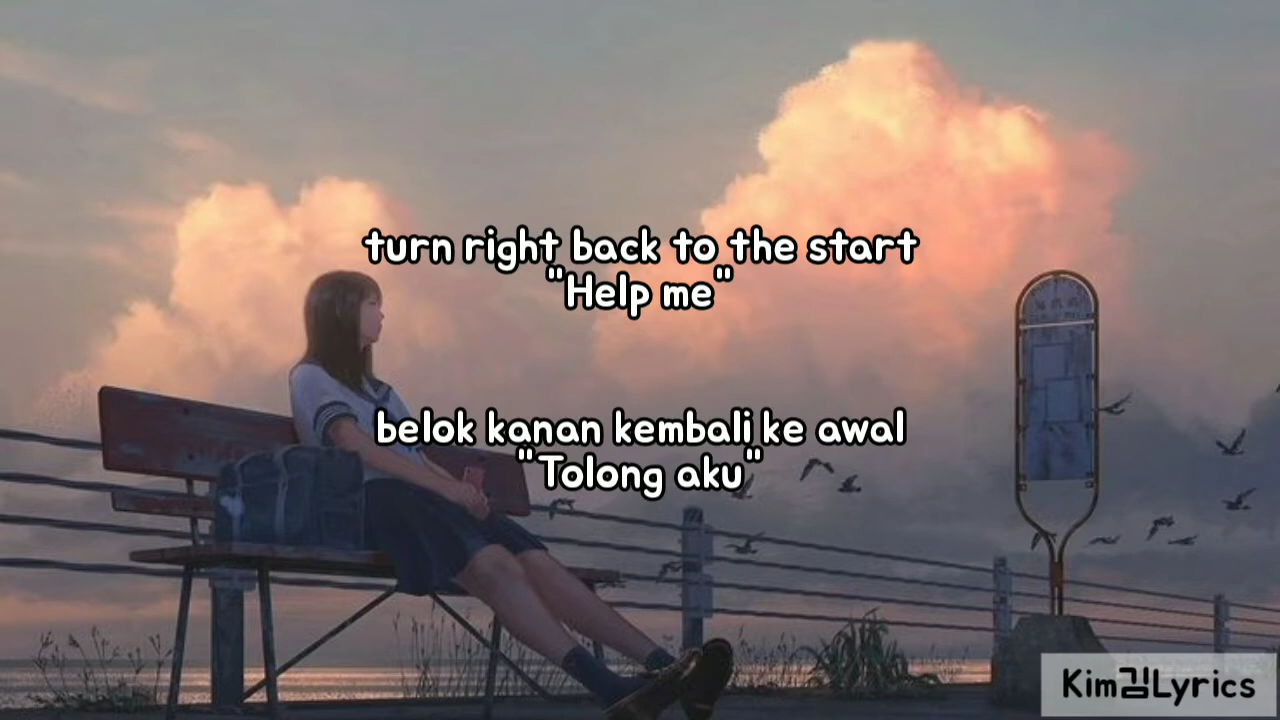 turn right back to the start
"Help me"
belok kanan kembali ke awal
"Tolong aku"
Kim김Lyrics